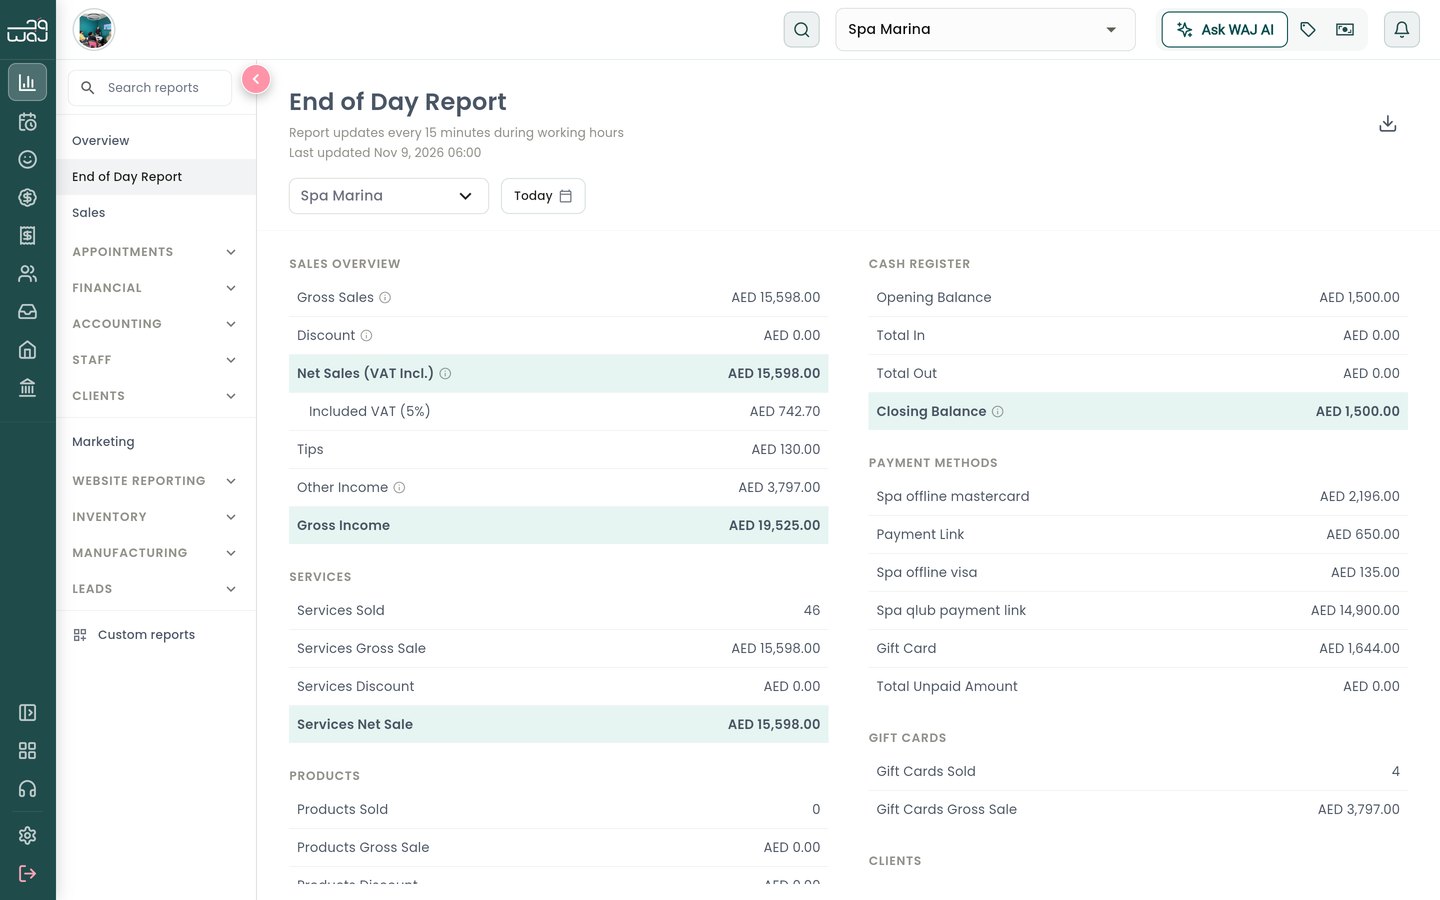 waj
Spa Marina
Ask WAJ AI
Search reports
Overview
End of Day Report
Sales
APPOINTMENTS
FINANCIAL
ACCOUNTING
STAFF
CLIENTS
Marketing
WEBSITE REPORTING
INVENTORY
MANUFACTURING
LEADS
Custom reports
End of Day Report
Report updates every 15 minutes during working hours
Last updated Nov 9, 2026 06:00
Spa Marina
Today
SALES OVERVIEW
Gross Sales AED 15,598.00
Discount AED 0.00
Net Sales (VAT Incl.) AED 15,598.00
Included VAT (5%) AED 742.70
Tips AED 130.00
Other Income AED 3,797.00
Gross Income AED 19,525.00
SERVICES
Services Sold 46
Services Gross Sale AED 15,598.00
Services Discount AED 0.00
Services Net Sale AED 15,598.00
PRODUCTS
Products Sold 0
Products Gross Sale AED 0.00
Products Discount AED 0.00
CASH REGISTER
Opening Balance AED 1,500.00
Total In AED 0.00
Total Out AED 0.00
Closing Balance AED 1,500.00
PAYMENT METHODS
Spa offline mastercard AED 2,196.00
Payment Link AED 650.00
Spa offline visa AED 135.00
Spa qlub payment link AED 14,900.00
Gift Card AED 1,644.00
Total Unpaid Amount AED 0.00
GIFT CARDS
Gift Cards Sold 4
Gift Cards Gross Sale AED 3,797.00
CLIENTS